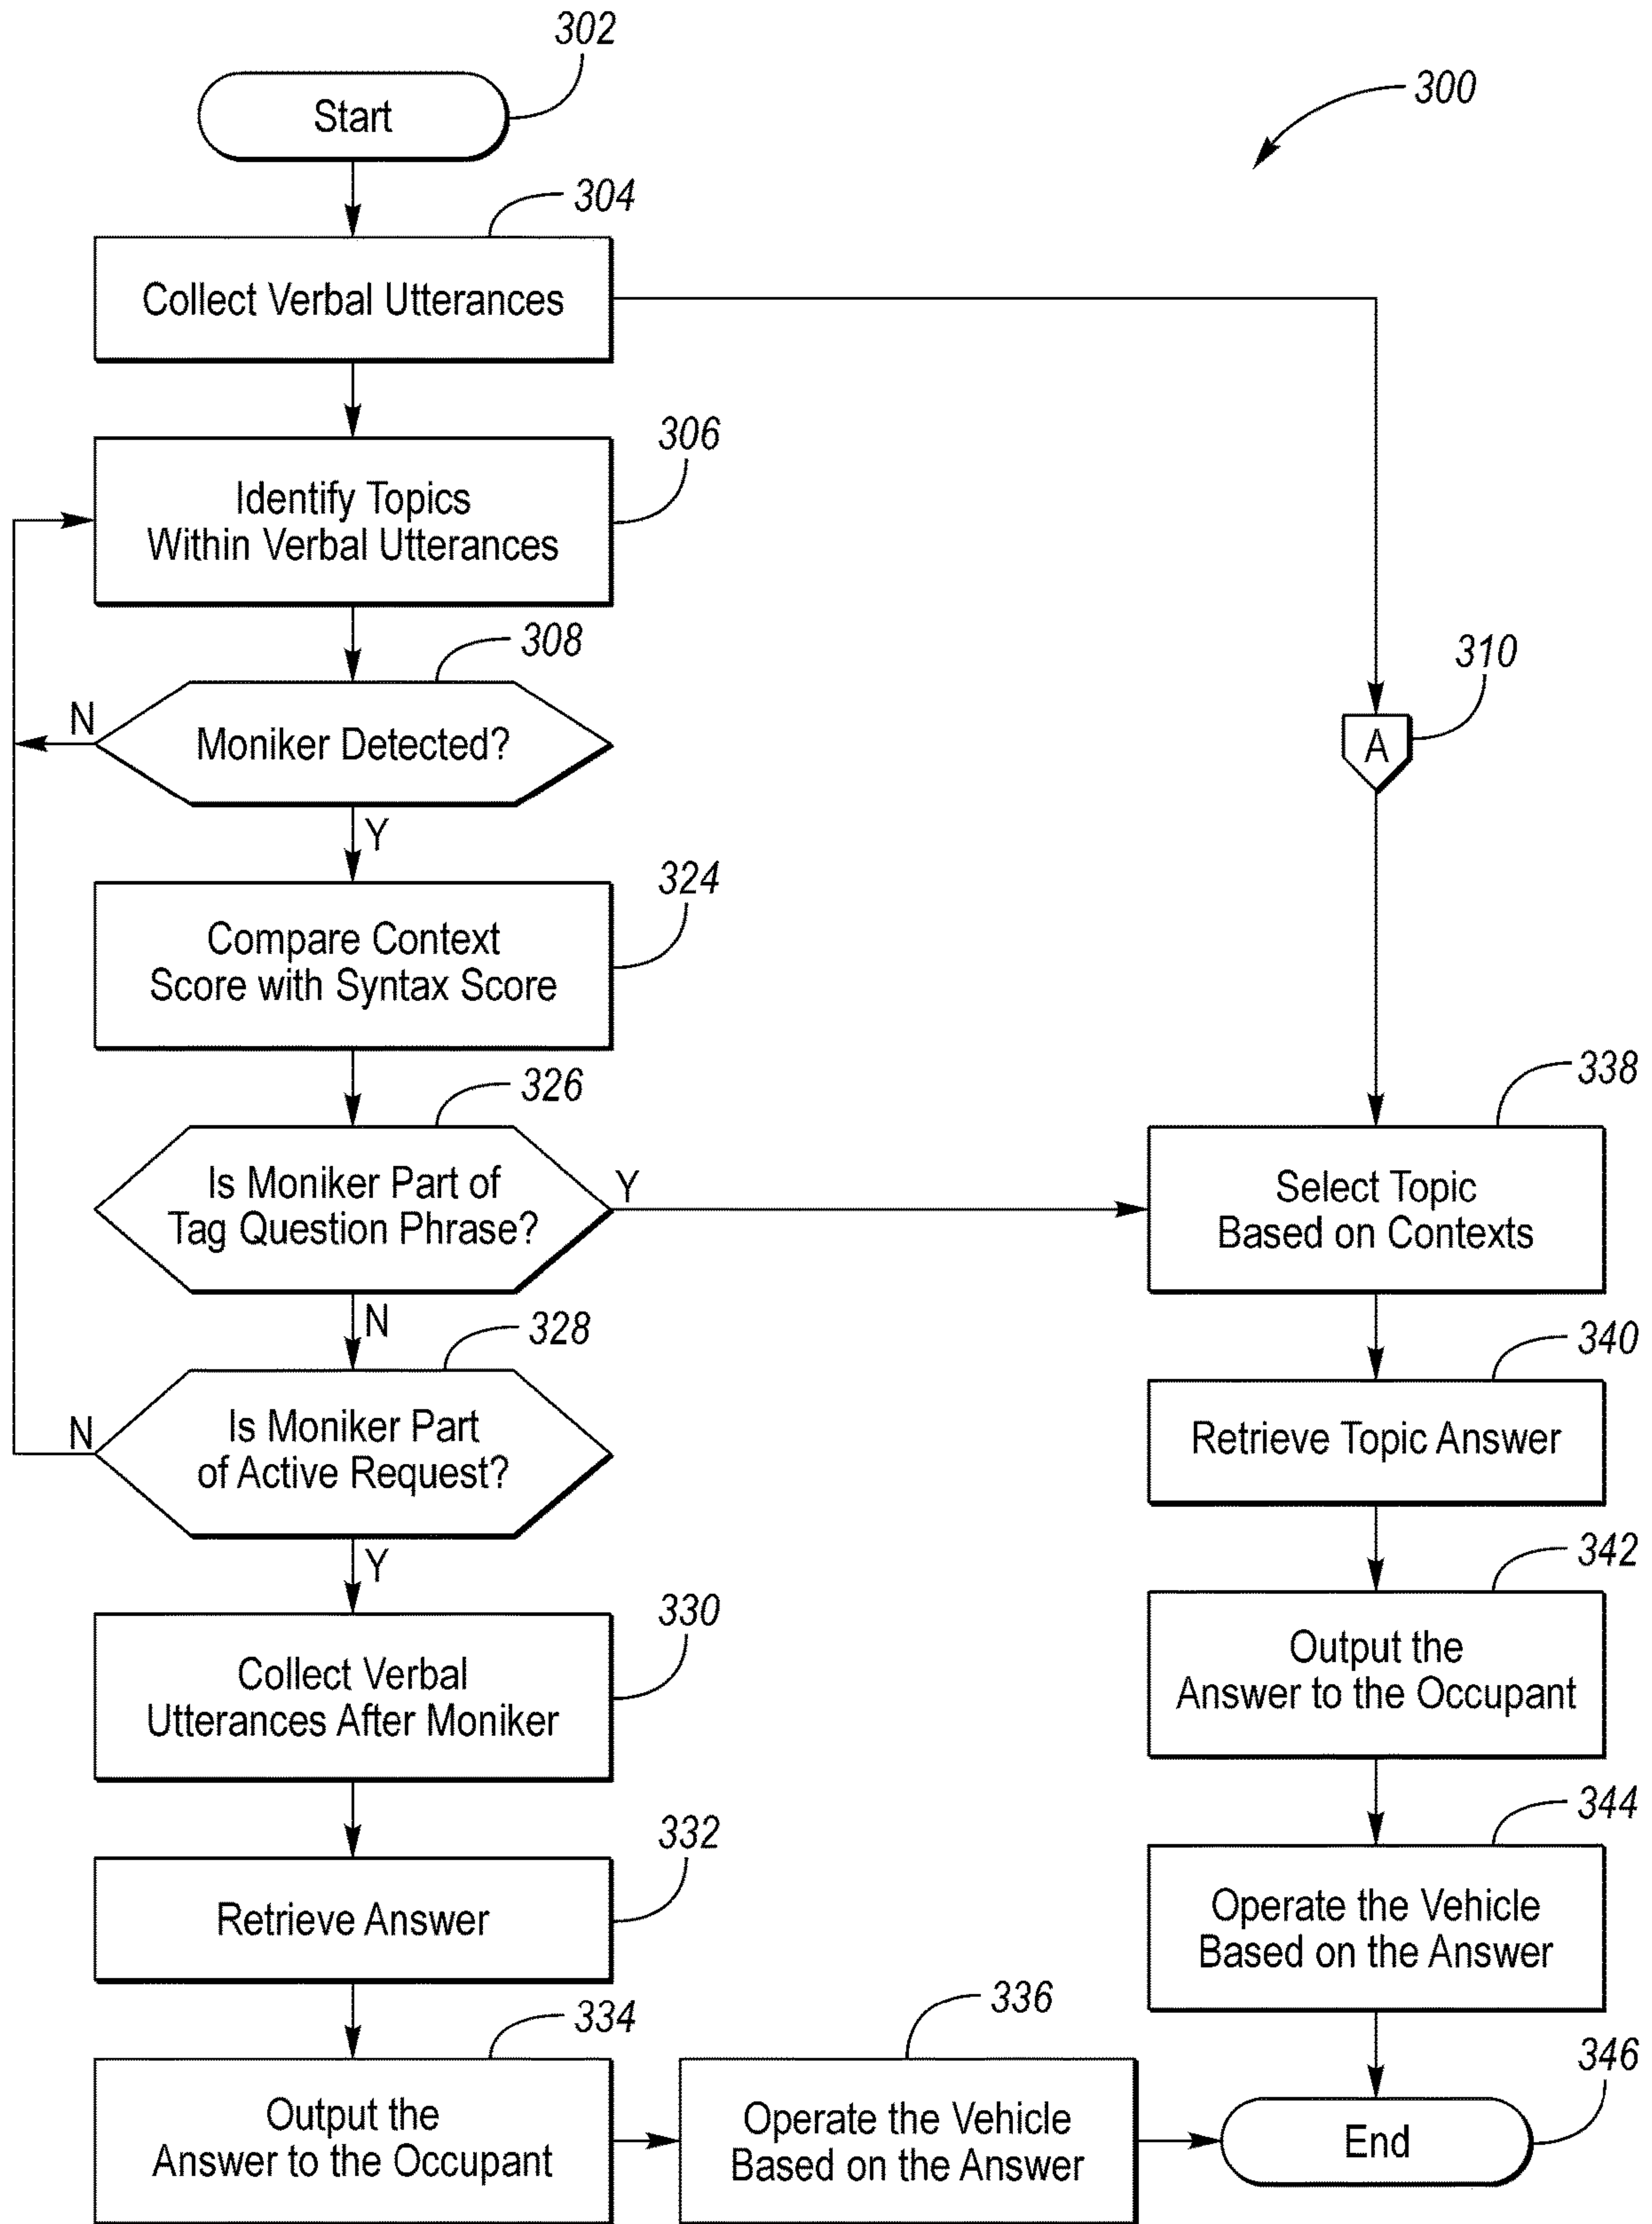 302
Start
300
304
Collect Verbal Utterances
306
Identify Topics
Within Verbal Utterances
308
N
Moniker Detected?
310
A
Y
324
Compare Context
Score with Syntax Score
326
338
Is Moniker Part of
Tag Question Phrase?
Y
Select Topic
Based on Contexts
N
328
340
N
Is Moniker Part
of Active Request?
Retrieve Topic Answer
Y
342
330
Output the
Answer to the Occupant
Collect Verbal
Utterances After Moniker
344
332
Operate the Vehicle
Based on the Answer
Retrieve Answer
334
336
346
Output the
Answer to the Occupant
Operate the Vehicle
Based on the Answer
End